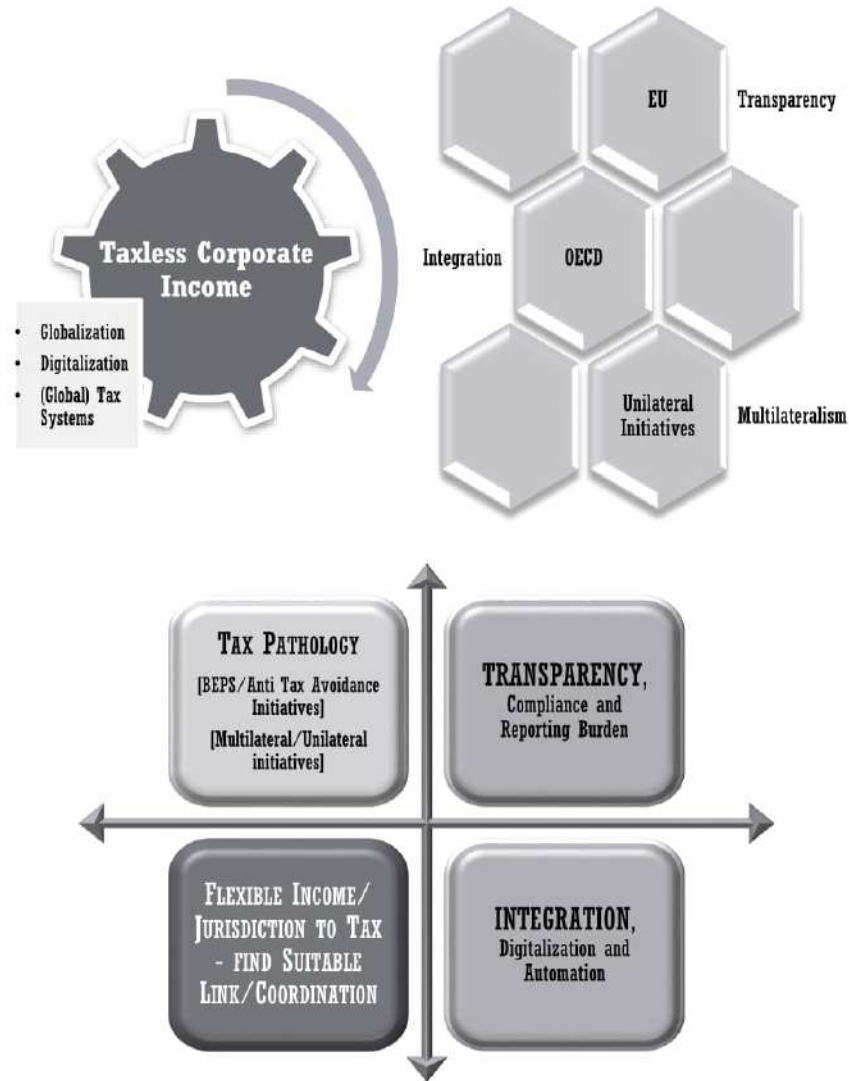 Taxless Corporate
Income
• Globalization
• Digitalization
• (Global) Tax
Systems
EU
Transparency
Integration
OECD
Unilateral
Initiatives
Multilateralism
TAX PATHOLOGY
[BEPS/Anti Tax Avoidance
Initiatives]
[Multilateral/Unilateral
initiatives]
TRANSPARENCY,
Compliance and
Reporting Burden
FLEXIBLE INCOME/
JURISDICTION TO TAX
- FIND SUITABLE
LINK/COORDINATION
INTEGRATION,
Digitalization and
Automation